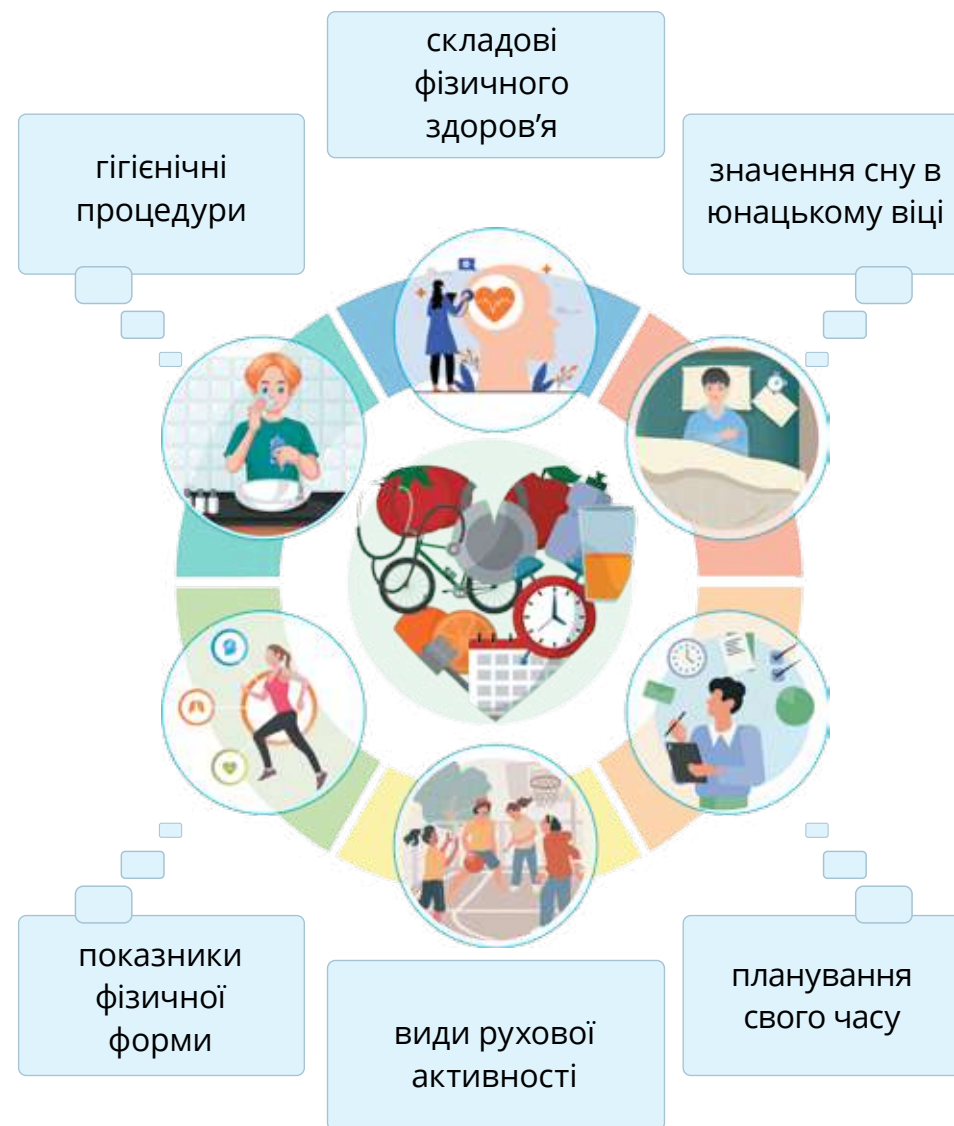 складові
фізичного
здоров’я
гігієнічні
процедури
значення сну в
юнацькому віці
показники
фізичної
форми
види рухової
активності
планування
свого часу